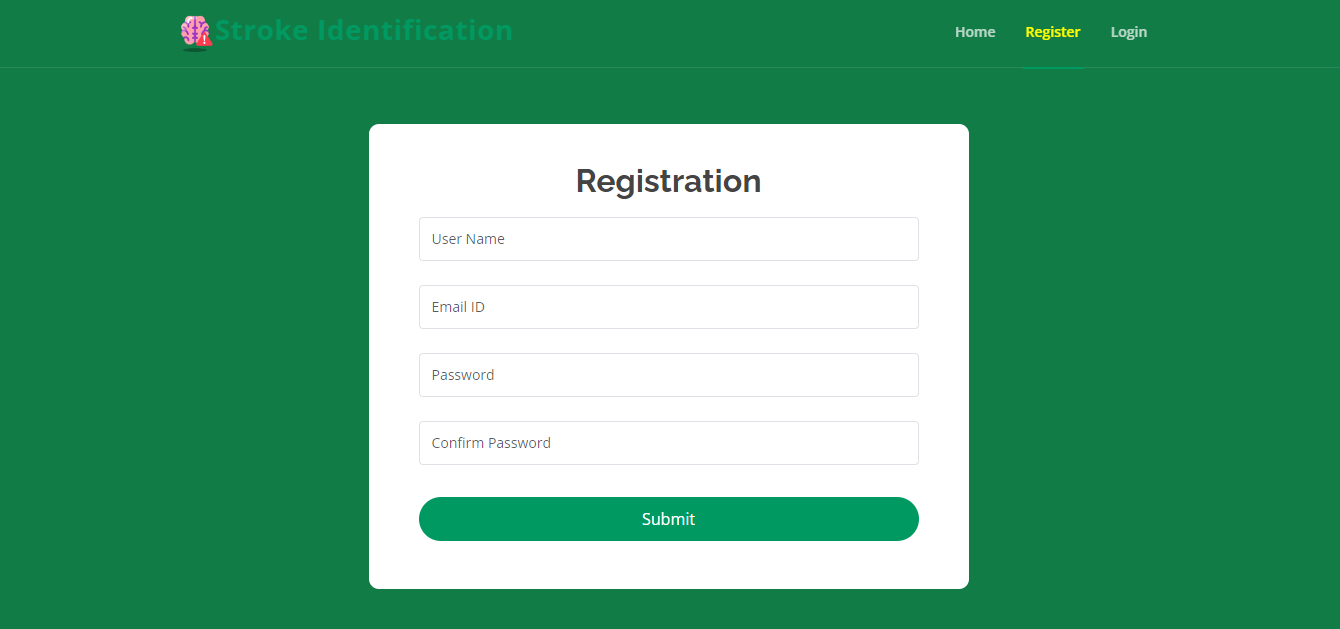 Stroke Identification
Home Register Login
Registration
User Name
Email ID
Password
Confirm Password
Submit